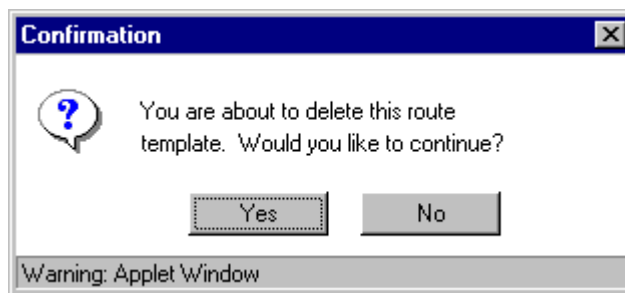 Confirmation
You are about to delete this route
template.  Would you like to continue?
Yes
No
Warning: Applet Window